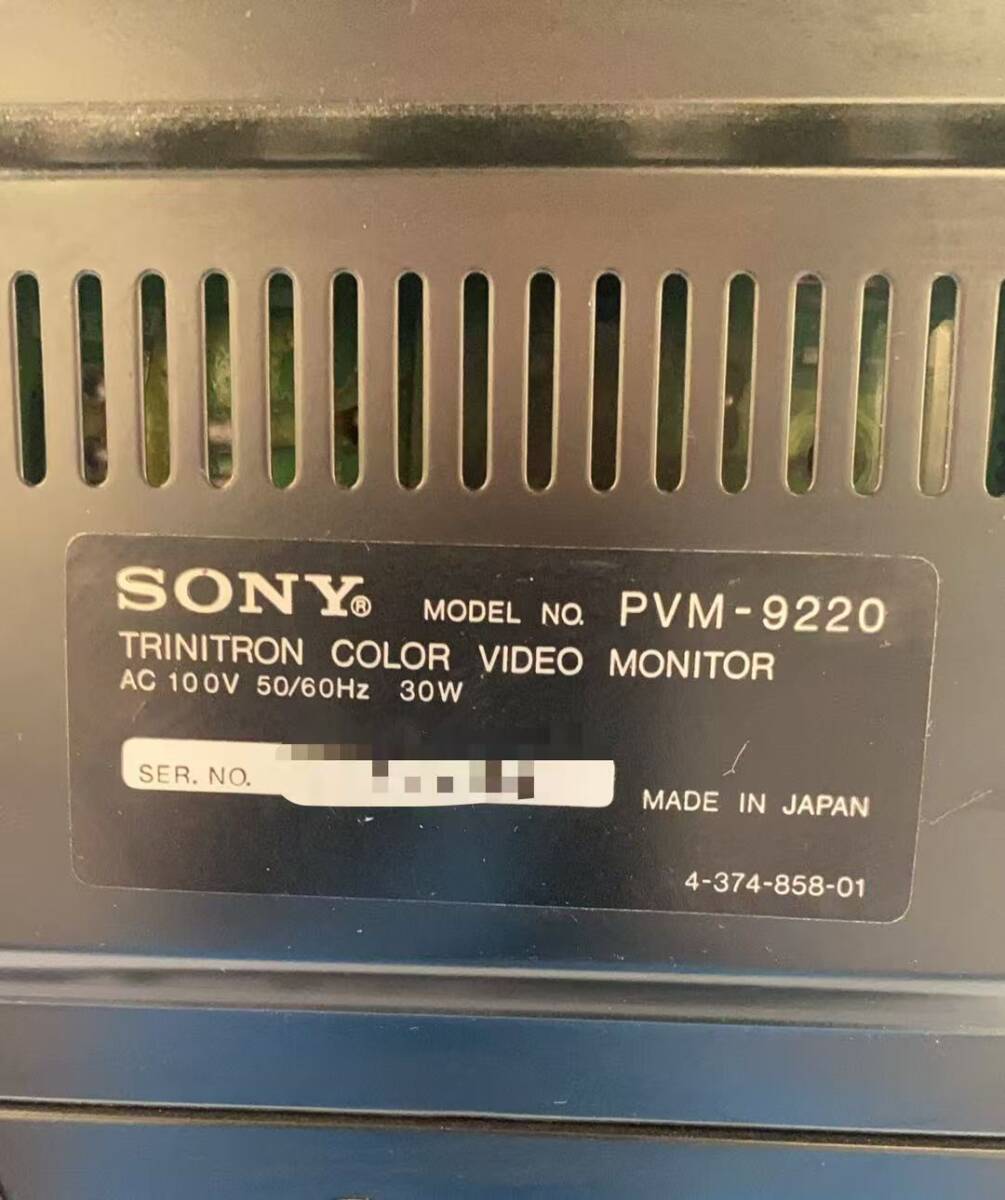 SONY® MODEL NO. PVM-9220
TRINITRON COLOR VIDEO MONITOR
AC 100V 50/60Hz 30W
SER. NO.
MADE IN JAPAN
4-374-858-01